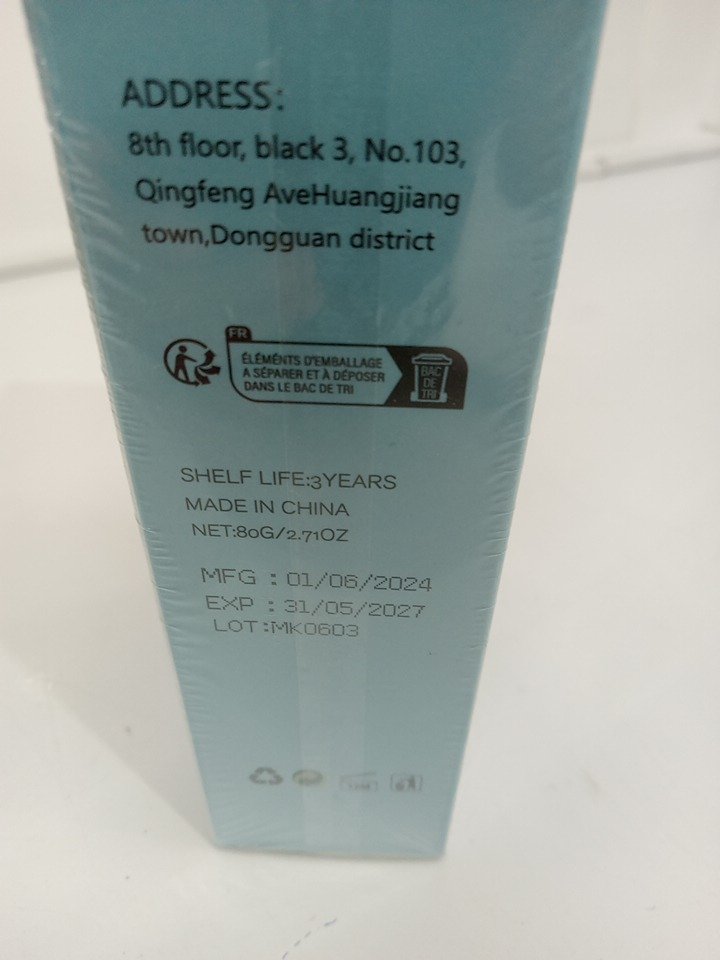 ADDRESS:
8th floor, black 3, No.103,
Qingfeng AveHuangjiang
town,Dongguan district
FR
ÉLÉMENTS D'EMBALLAGE
A SÉPARER ET À DÉPOSER
DANS LE BAC DE TRI
BAC
DE
TRI
SHELF LIFE:3YEARS
MADE IN CHINA
NET:80G/2.71OZ
MFG : 01/06/2024
EXP : 31/05/2027
LOT:MK0603